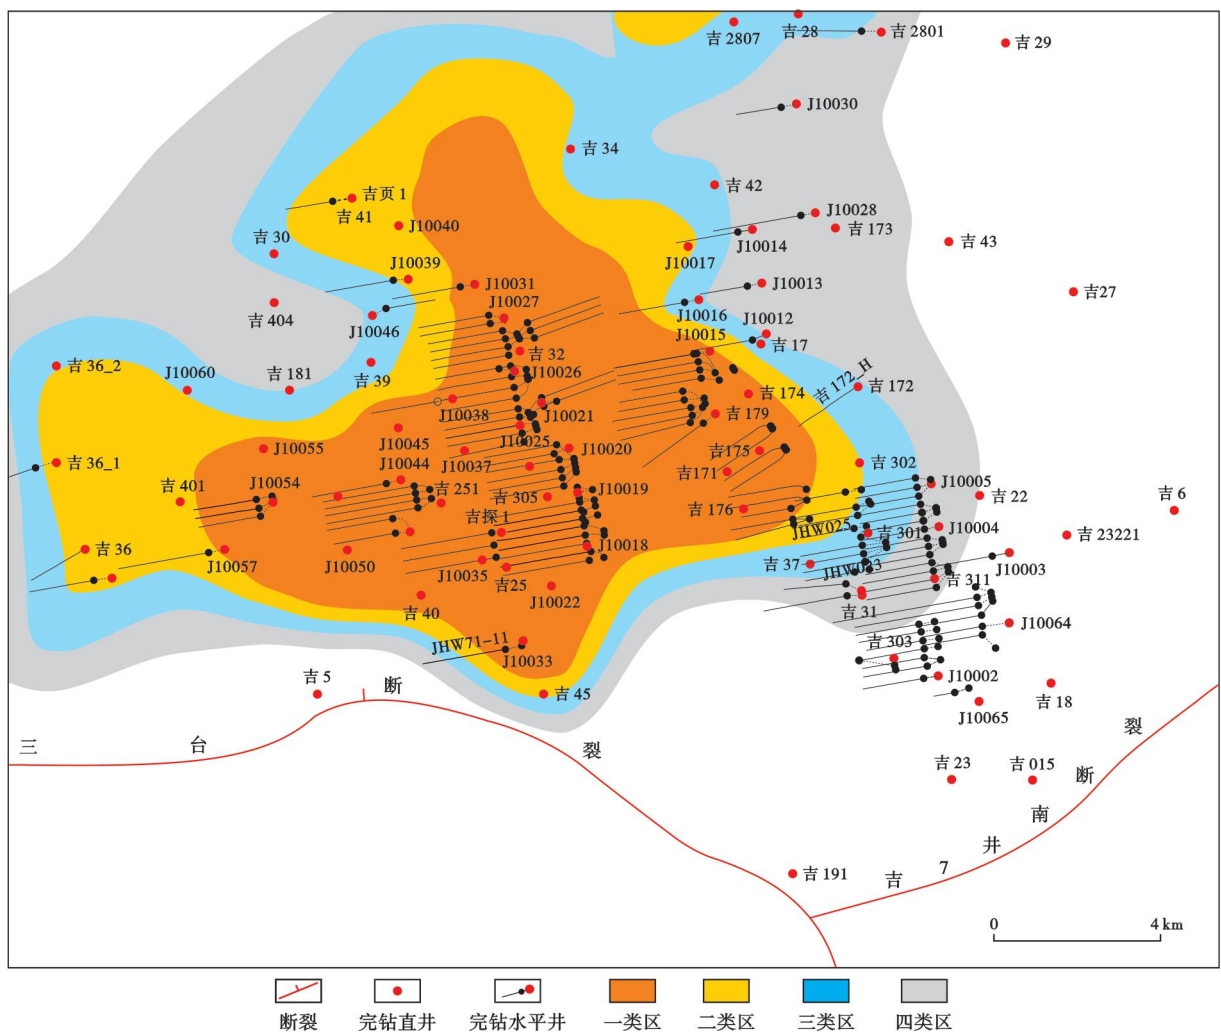 吉 2807
吉 28
吉 2801
吉 29
J10030
吉 34
吉 42
吉页 1
吉 41
J10040
J10028
吉 173
J10014
吉 43
吉 30
J10017
J10039
J10031
J10013
吉27
吉 404
J10046
J10027
J10016
J10012
吉 36_2
J10060
吉 181
吉 39
吉 32
J10015
吉 17
J10026
吉 172_H
吉 172
吉 174
J10038
J10021
吉 179
J10045
J10025
J10055
J10020
吉 36_1
J10037
吉175
吉 302
J10044
吉171
吉 401
J10054
吉 251
吉 305
J10019
J10005
吉 22
吉 6
吉 176
吉探 1
JHW025
吉 301
J10004
吉 23221
吉 36
J10057
J10050
J10018
J10035
吉 37
JHW023
J10003
吉25
吉 311
吉 40
J10022
吉 31
J10064
JHW71-11
吉 303
J10033
吉 5
断
吉 45
J10002
吉 18
J10065
三
台
裂
裂
吉 23
吉 015
断
南
井
7
吉
吉 191
0
4 km
断裂
完钻直井
完钻水平井
一类区
二类区
三类区
四类区